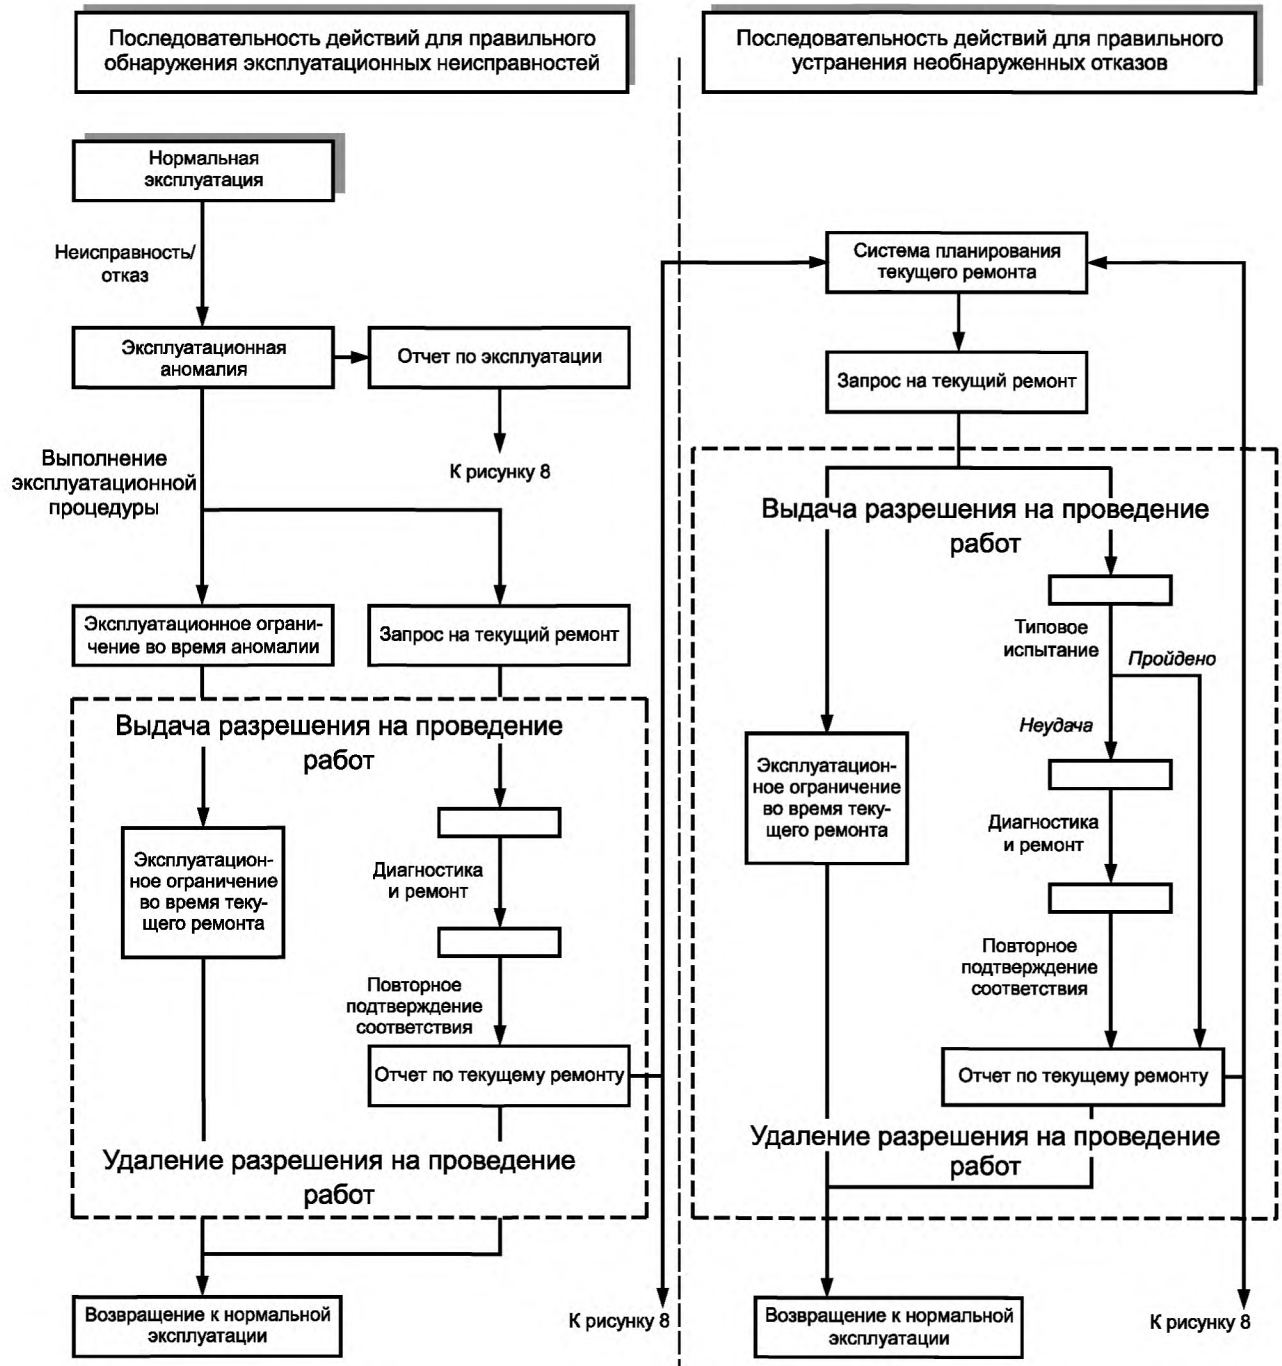 Последовательность действий для правильного
обнаружения эксплуатационных неисправностей
Нормальная
эксплуатация
Неисправность/
отказ
Эксплуатационная
аномалия
Отчет по эксплуатации
К рисунку 8
Выполнение
эксплуатационной
процедуры
Эксплуатационное ограни-
чение во время аномалии
Запрос на текущий ремонт
Выдача разрешения на проведение
работ
Эксплуатацион-
ное ограничение
во время теку-
щего ремонта
Диагностика
и ремонт
Повторное
подтверждение
соответствия
Отчет по текущему ремонту
Удаление разрешения на проведение
работ
Возвращение к нормальной
эксплуатации
К рисунку 8
Последовательность действий для правильного
устранения необнаруженных отказов
Система планирования
текущего ремонта
Запрос на текущий ремонт
Выдача разрешения на проведение
работ
Типовое
испытание
Пройдено
Неудача
Эксплуатацион-
ное ограничение
во время теку-
щего ремонта
Диагностика
и ремонт
Повторное
подтверждение
соответствия
Отчет по текущему ремонту
Удаление разрешения на проведение
работ
Возвращение к нормальной
эксплуатации
К рисунку 8